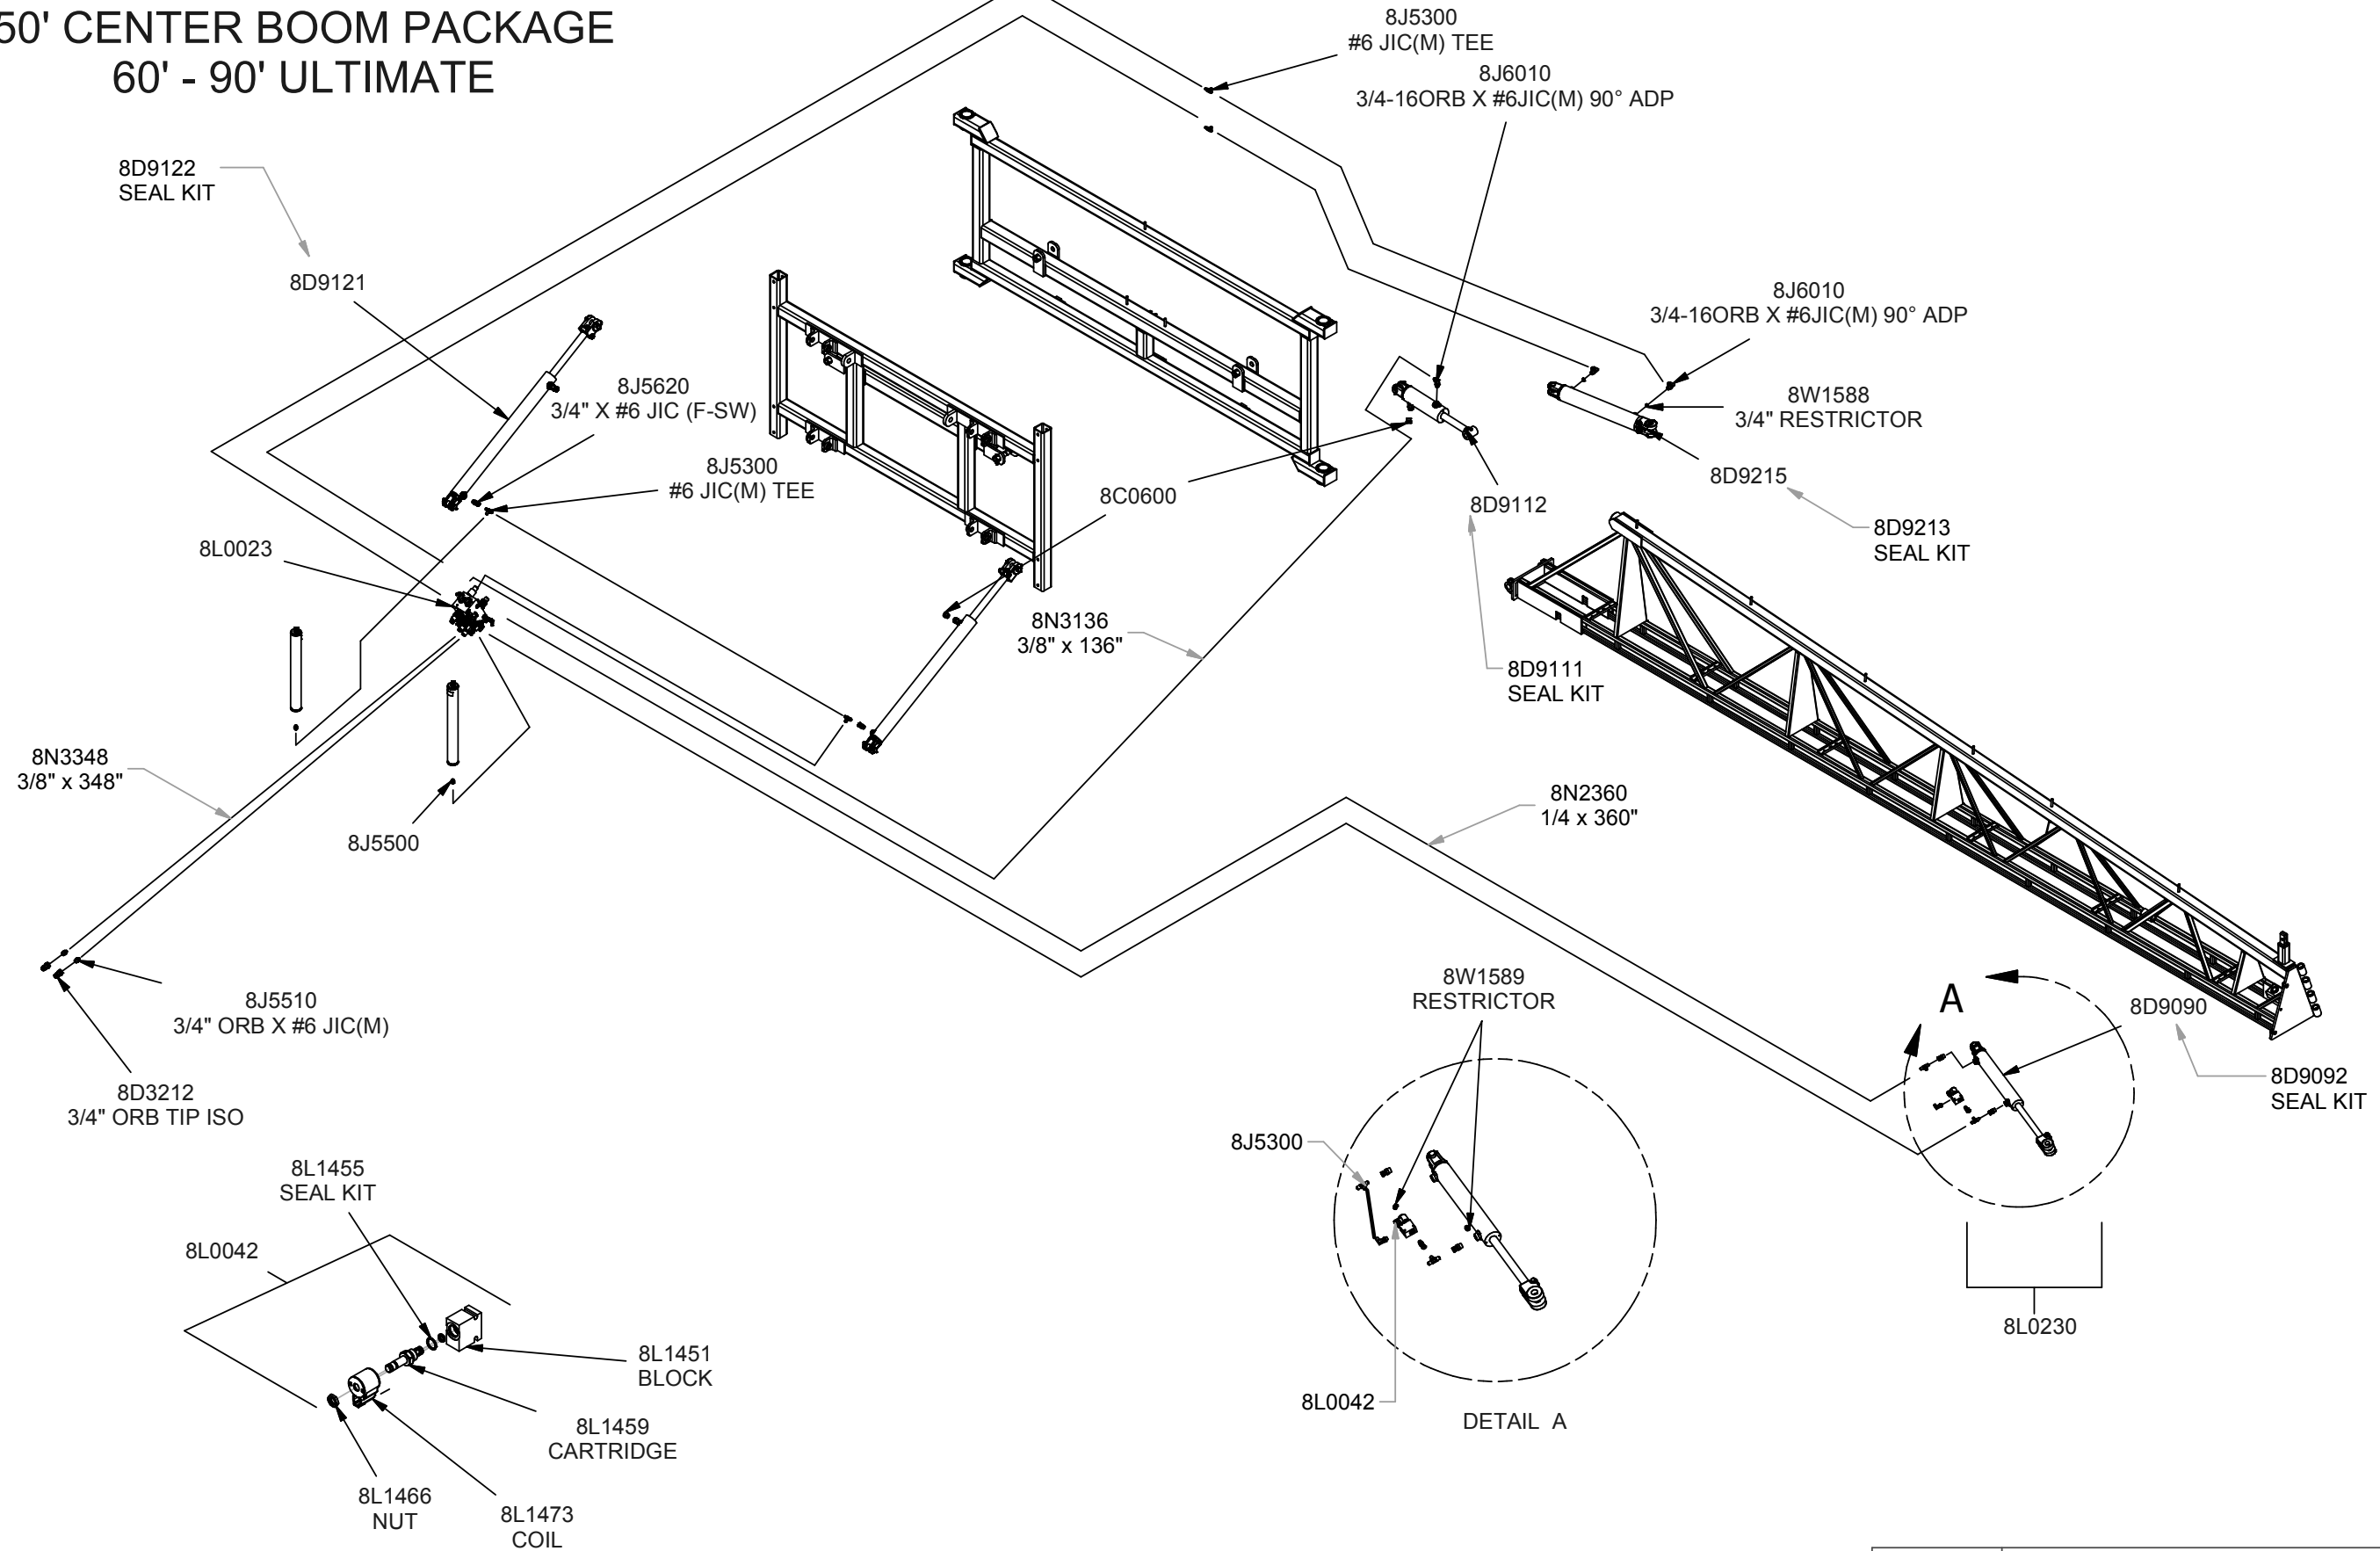 50' CENTER BOOM PACKAGE
60' - 90' ULTIMATE
8J5300
#6 JIC(M) TEE
8J6010
3/4-16ORB X #6JIC(M) 90° ADP
8D9122
SEAL KIT
8D9121
8J6010
3/4-16ORB X #6JIC(M) 90° ADP
8W1588
3/4" RESTRICTOR
8J5620
3/4" X #6 JIC (F-SW)
8J5300
#6 JIC(M) TEE
8C0600
8D9112
8D9215
8D9213
SEAL KIT
8L0023
8N3136
3/8" x 136"
8D9111
SEAL KIT
8N3348
3/8" x 348"
8J5500
8N2360
1/4 x 360"
8J5510
3/4" ORB X #6 JIC(M)
8D3212
3/4" ORB TIP ISO
8W1589
RESTRICTOR
A
8D9090
8D9092
SEAL KIT
8J5300
8L0042
DETAIL A
8L0230
8L1455
SEAL KIT
8L0042
8L1451
BLOCK
8L1459
CARTRIDGE
8L1466
NUT
8L1473
COIL